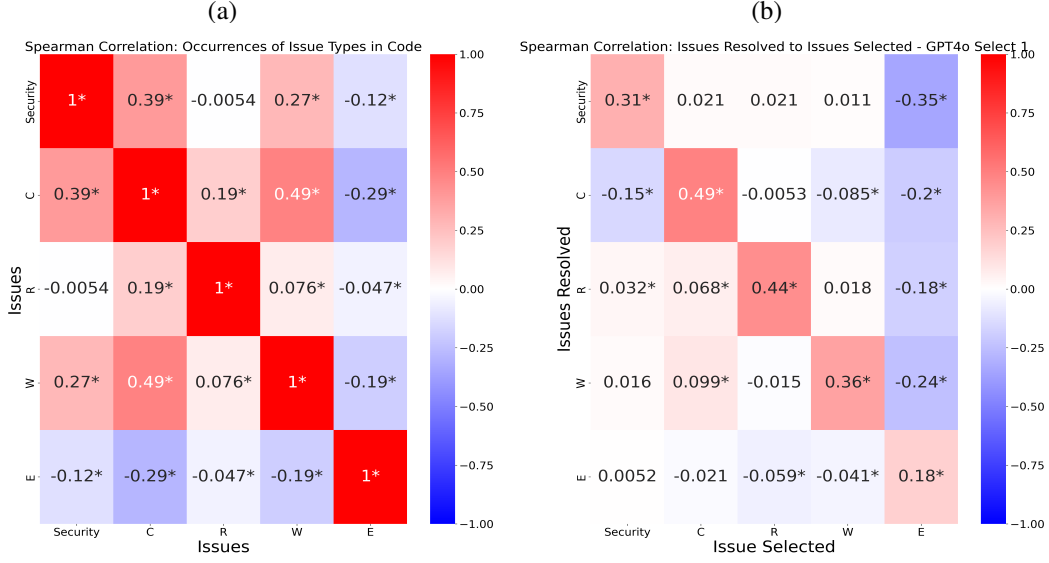 (a)
Spearman Correlation: Occurrences of Issue Types in Code
Security
C
R
W
E
Issues
1* 0.39* -0.0054 0.27* -0.12*
0.39* 1* 0.19* 0.49* -0.29*
-0.0054 0.19* 1* 0.076* -0.047*
0.27* 0.49* 0.076* 1* -0.19*
-0.12* -0.29* -0.047* -0.19* 1*
Security C R W E
Issues
1.00
0.75
0.50
0.25
0.00
−0.25
−0.50
−0.75
−1.00
(b)
Spearman Correlation: Issues Resolved to Issues Selected - GPT4o Select 1
Security
C
R
W
E
Issues Resolved
0.31* 0.021 0.021 0.011 -0.35*
-0.15* 0.49* -0.0053 -0.085* -0.2*
0.032* 0.068* 0.44* 0.018 -0.18*
0.016 0.099* -0.015 0.36* -0.24*
0.0052 -0.021 -0.059* -0.041* 0.18*
Security C R W E
Issue Selected
1.00
0.75
0.50
0.25
0.00
−0.25
−0.50
−0.75
−1.00